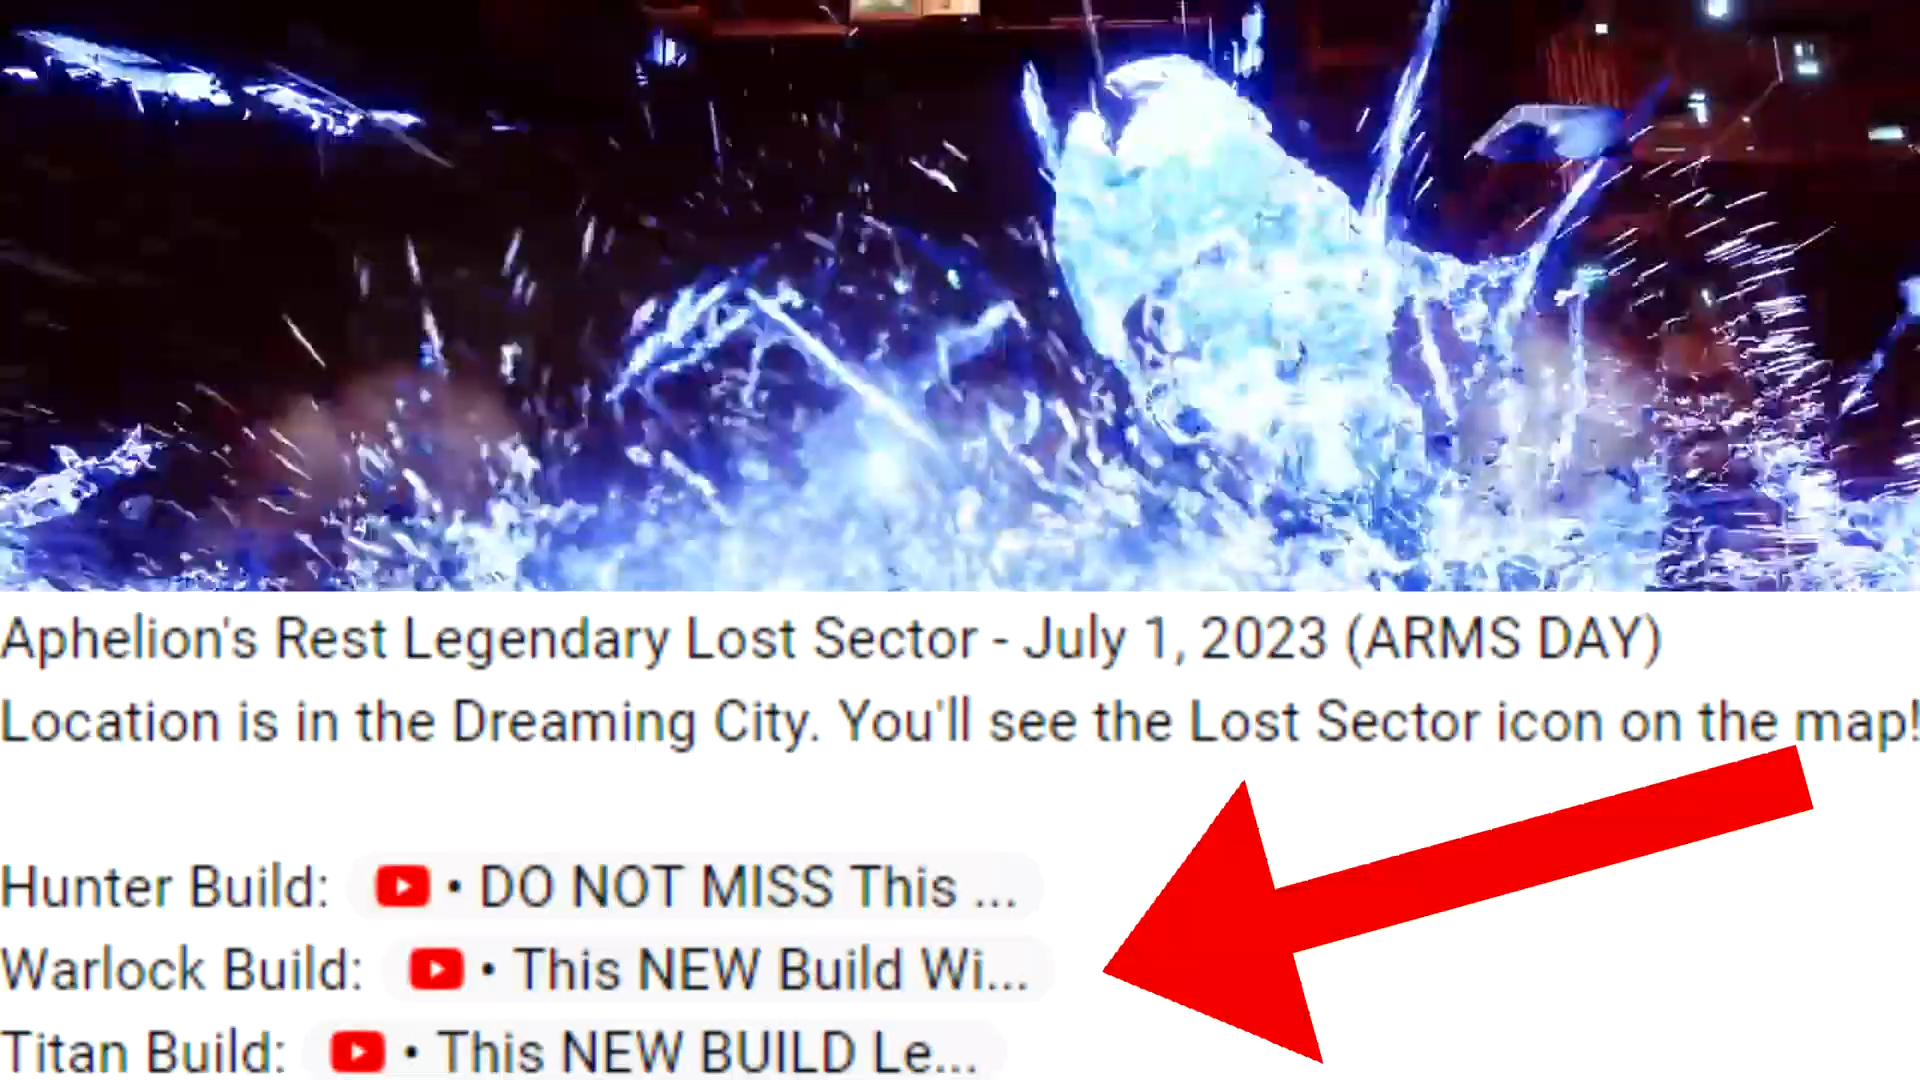 Aphelion's Rest Legendary Lost Sector - July 1, 2023 (ARMS DAY)
Location is in the Dreaming City. You'll see the Lost Sector icon on the map!
Hunter Build: • DO NOT MISS This ...
Warlock Build: • This NEW Build Wi...
Titan Build: • This NEW BUILD Le...